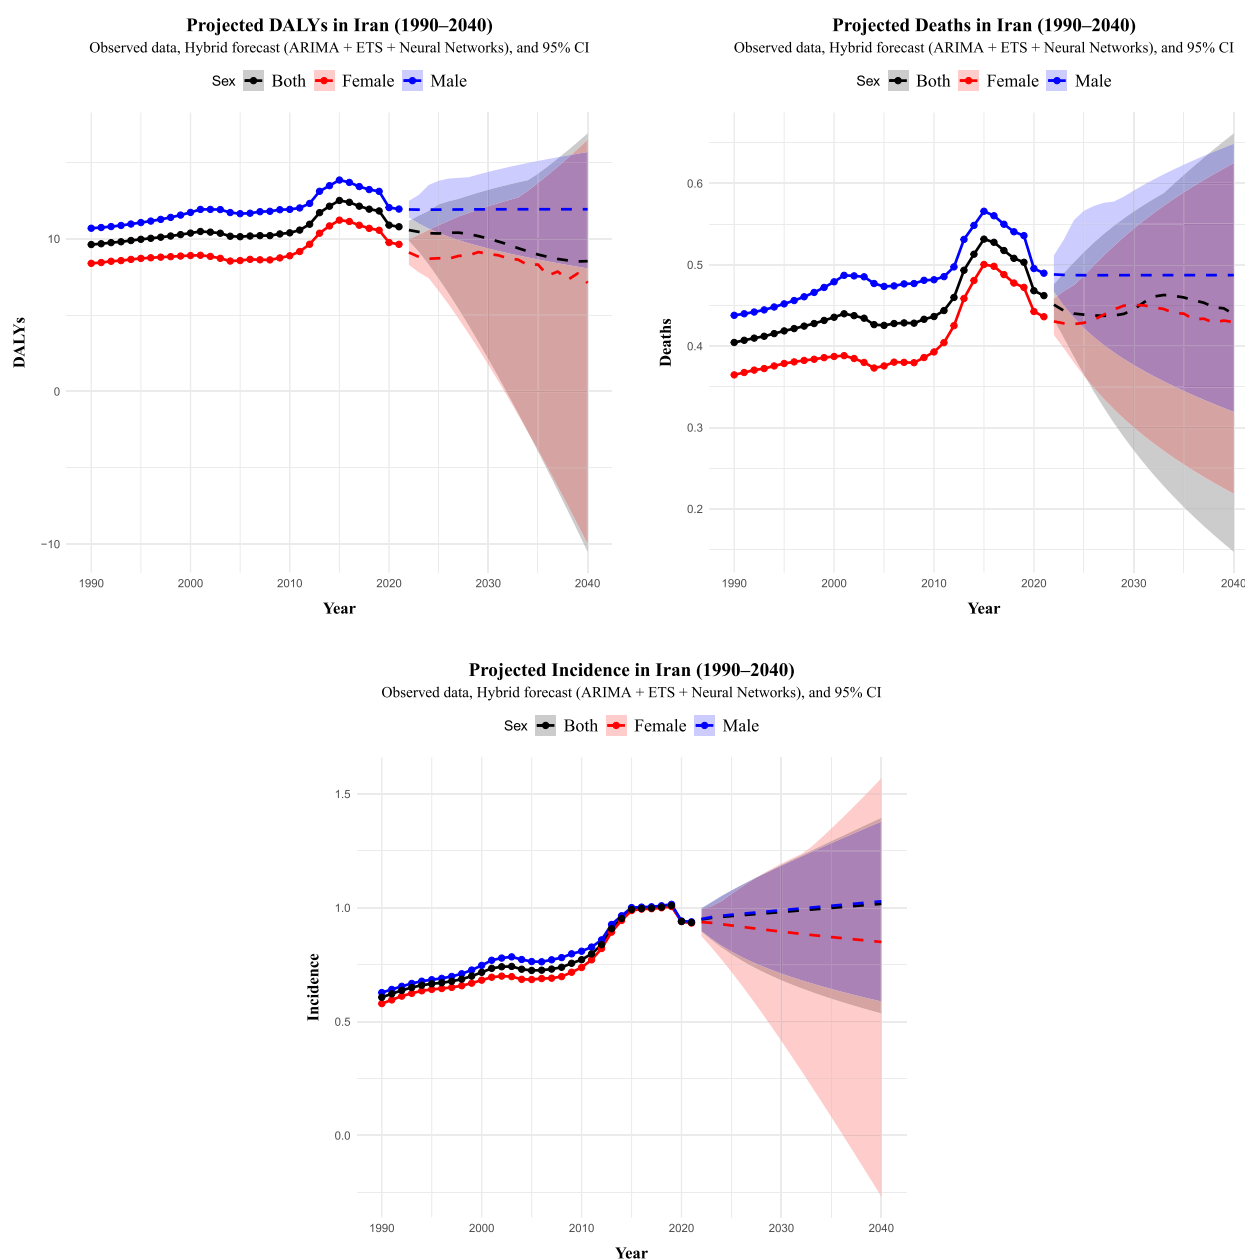 Projected DALYs in Iran (1990–2040)
Observed data, Hybrid forecast (ARIMA + ETS + Neural Networks), and 95% CI
Sex Both Female Male
10
0
−10
DALYs
1990 2000 2010 2020 2030 2040
Year
Projected Deaths in Iran (1990–2040)
Observed data, Hybrid forecast (ARIMA + ETS + Neural Networks), and 95% CI
Sex Both Female Male
0.6
0.5
0.4
0.3
0.2
Deaths
1990 2000 2010 2020 2030 2040
Year
Projected Incidence in Iran (1990–2040)
Observed data, Hybrid forecast (ARIMA + ETS + Neural Networks), and 95% CI
Sex Both Female Male
1.5
1.0
0.5
0.0
Incidence
1990 2000 2010 2020 2030 2040
Year